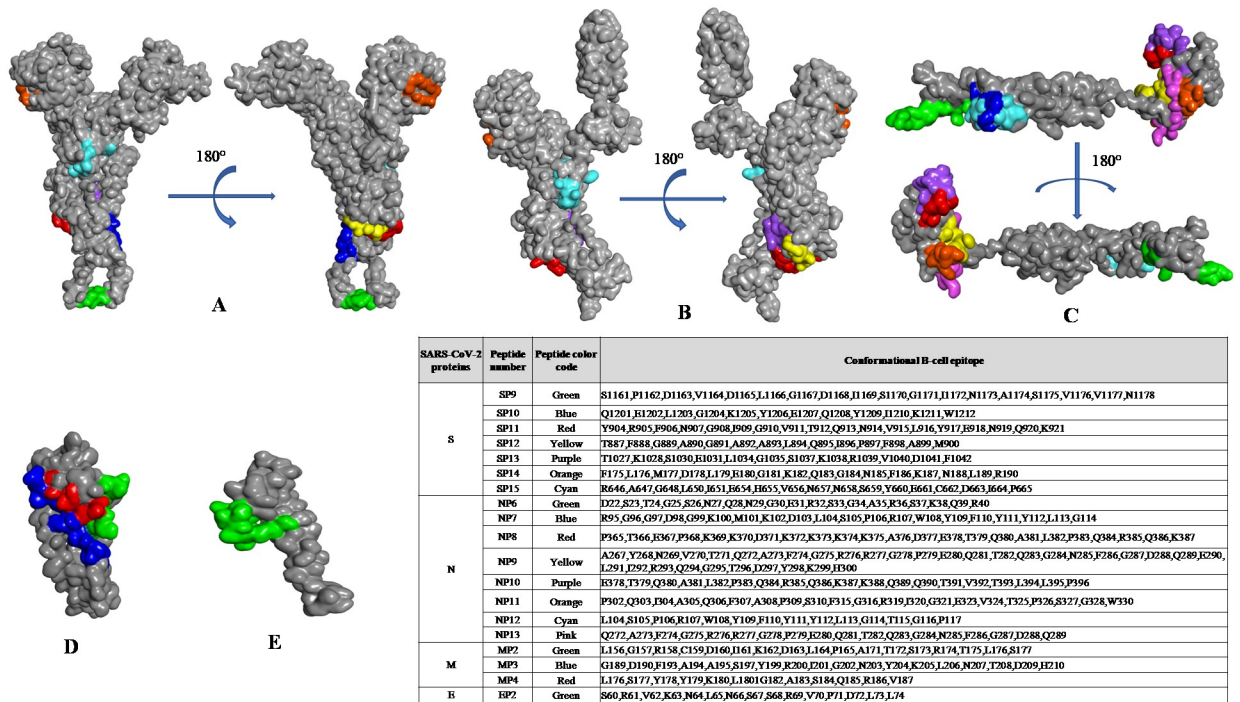 180°
180°
180°
A
B
C
D
E
SARS-CoV-2 proteins Peptide number Peptide color code Conformational B-cell epitope
S
SP9 Green S1161,P1162,D1163,V1164,D1165,L1166,G1167,D1168,I1169,S1170,G1171,I1172,N1173,A1174,S1175,V1176,V1177,N1178
SP10 Blue Q1201,E1202,L1203,G1204,K1205,Y1206,E1207,Q1208,Y1209,I1210,K1211,W1212
SP11 Red Y904,R905,F906,N907,G908,I909,G910,V911,T912,Q913,N914,V915,L916,Y917,E918,N919,Q920,K921
SP12 Yellow T887,F888,G889,A890,G891,A892,A893,L894,Q895,I896,P897,F898,A899,M900
SP13 Purple T1027,K1028,S1030,E1031,L1034,G1035,S1037,K1038,R1039,V1040,D1041,F1042
SP14 Orange F175,L176,M177,D178,L179,E180,G181,K182,Q183,G184,N185,F186,K187, N188,L189,R190
SP15 Cyan R646,A647,G648,L650,I651,E654,H655,V656,N657,N658,S659,Y660,E661,C662,D663,I664,P665
N
NP6 Green D22,S23,T24,G25,S26,N27,Q28,N29,G30,E31,R32,S33,G34,A35,R36,S37,K38,Q39,R40
NP7 Blue R95,G96,G97,D98,G99,K100,M101,K102,D103,L104,S105,P106,R107,W108,Y109,F110,Y111,Y112,L113,G114
NP8 Red P365,T366,E367,P368,K369,K370,D371,K372,K373,K374,K375,A376,D377,E378,T379,Q380,A381,L382,P383,Q384,R385,Q386,K387
NP9 Yellow A267,Y268,N269,V270,T271,Q272,A273,F274,G275,R276,R277,G278,P279,E280,Q281,T282,Q283,G284,N285,F286,G287,D288,Q289,E290,
L291,I292,R293,Q294,G295,T296,D297,Y298,K299,H300
NP10 Purple E378,T379,Q380,A381,L382,P383,Q384,R385,Q386,K387,K388,Q389,Q390,T391,V392,T393,L394,L395,P396
NP11 Orange P302,Q303,I304,A305,Q306,F307,A308,P309,S310,F315,G316,R319,I320,G321,E323,V324,T325,P326,S327,G328,W330
NP12 Cyan L104,S105,P106,R107,W108,Y109,F110,Y111,Y112,L113,G114,T115,G116,P117
NP13 Pink Q272,A273,F274,G275,R276,R277,G278,P279,E280,Q281,T282,Q283,G284,N285,F286,G287,D288,Q289
M
MP2 Green L156,G157,R158,C159,D160,I161,K162,D163,L164,P165,A171,T172,S173,R174,T175,L176,S177
MP3 Blue G189,D190,F193,A194,A195,S197,Y199,R200,I201,G202,N203,Y204,K205,L206,N207,T208,D209,H210
MP4 Red L176,S177,Y178,Y179,K180,L1801G182,A183,S184,Q185,R186,V187
E
EP2 Green S60,R61,V62,K63,N64,L65,N66,S67,S68,R69,V70,P71,D72,L73,L74